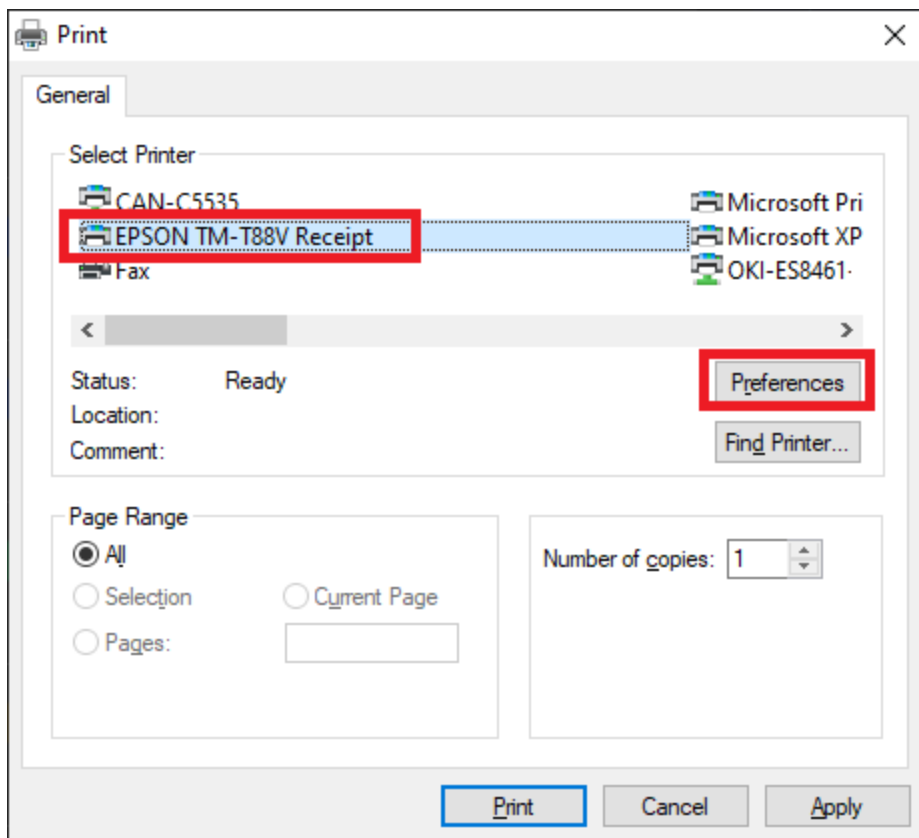 Print
General
Select Printer
CAN-C5535
Microsoft Pri
EPSON TM-T88V Receipt
Microsoft XP
Fax
OKI-ES8461-
Status: Ready
Preferences
Location:
Comment:
Find Printer...
Page Range
All
Number of copies: 1
Selection
Current Page
Pages:
Print
Cancel
Apply